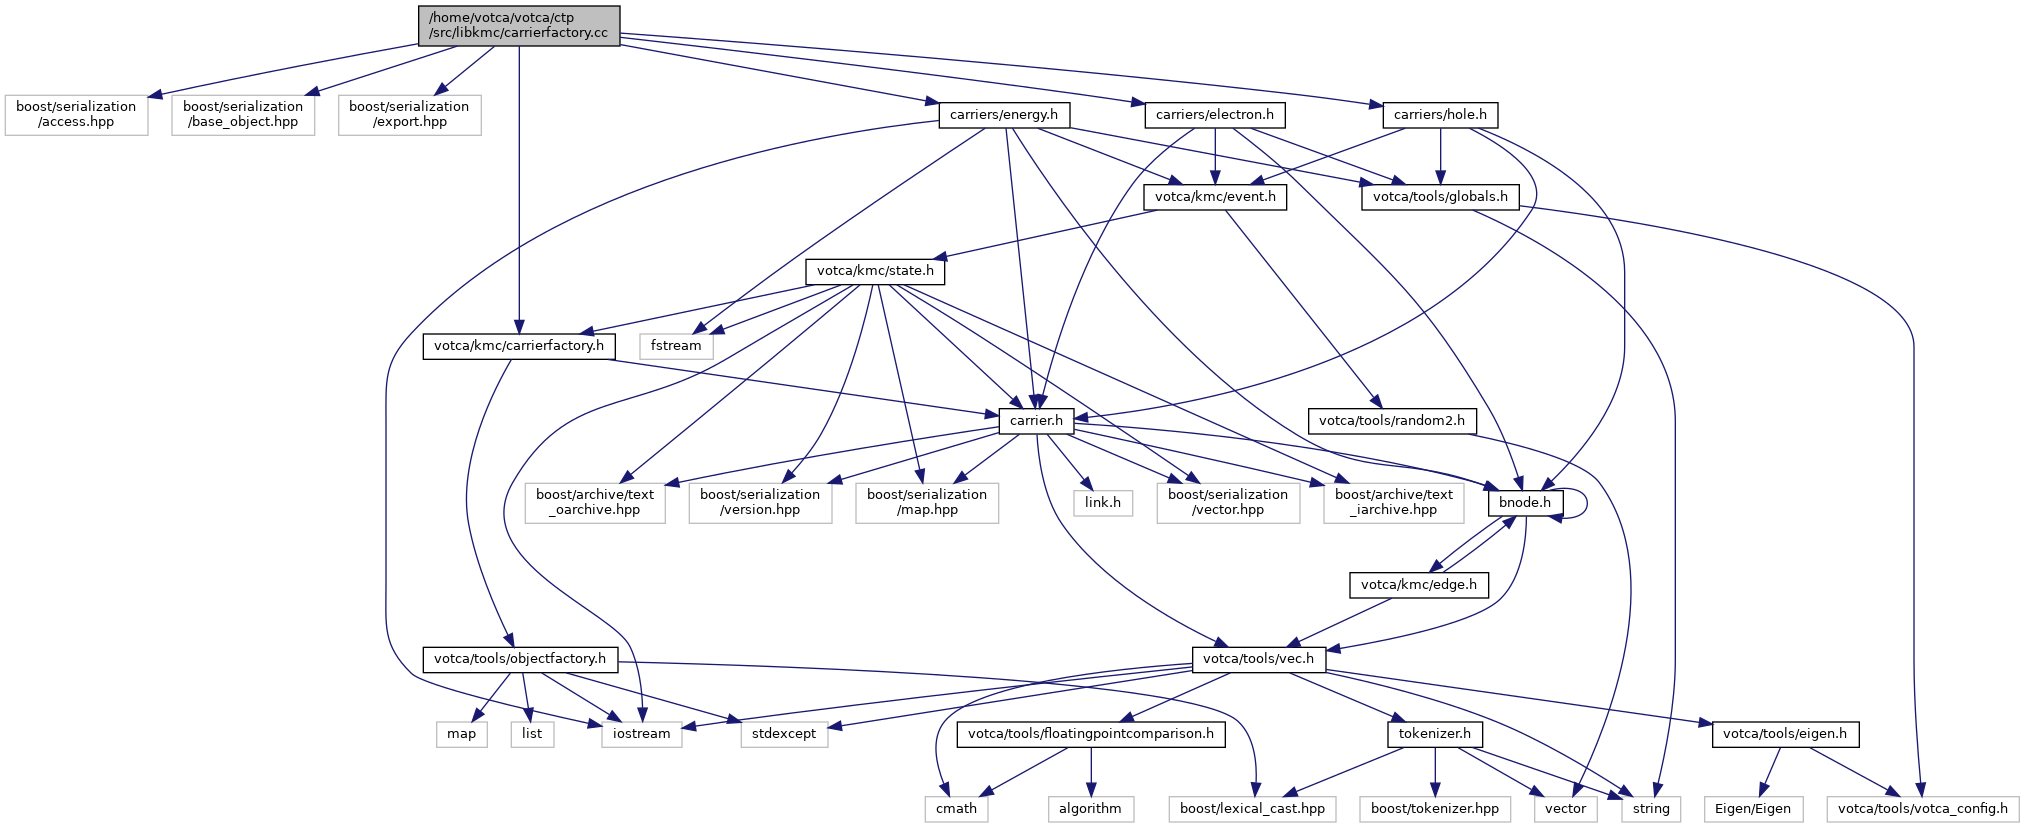 /home/votca/votca/ctp
/src/libkmc/carrierfactory.cc
boost/serialization
/access.hpp
boost/serialization
/base_object.hpp
boost/serialization
/export.hpp
carriers/energy.h
carriers/electron.h
carriers/hole.h
votca/kmc/event.h
votca/tools/globals.h
votca/kmc/state.h
votca/kmc/carrierfactory.h
fstream
carrier.h
votca/tools/random2.h
boost/archive/text
_oarchive.hpp
boost/serialization
/version.hpp
boost/serialization
/map.hpp
link.h
boost/serialization
/vector.hpp
boost/archive/text
_iarchive.hpp
bnode.h
votca/kmc/edge.h
votca/tools/objectfactory.h
votca/tools/vec.h
map
list
iostream
stdexcept
votca/tools/floatingpointcomparison.h
tokenizer.h
votca/tools/eigen.h
cmath
algorithm
boost/lexical_cast.hpp
boost/tokenizer.hpp
vector
string
Eigen/Eigen
votca/tools/votca_config.h